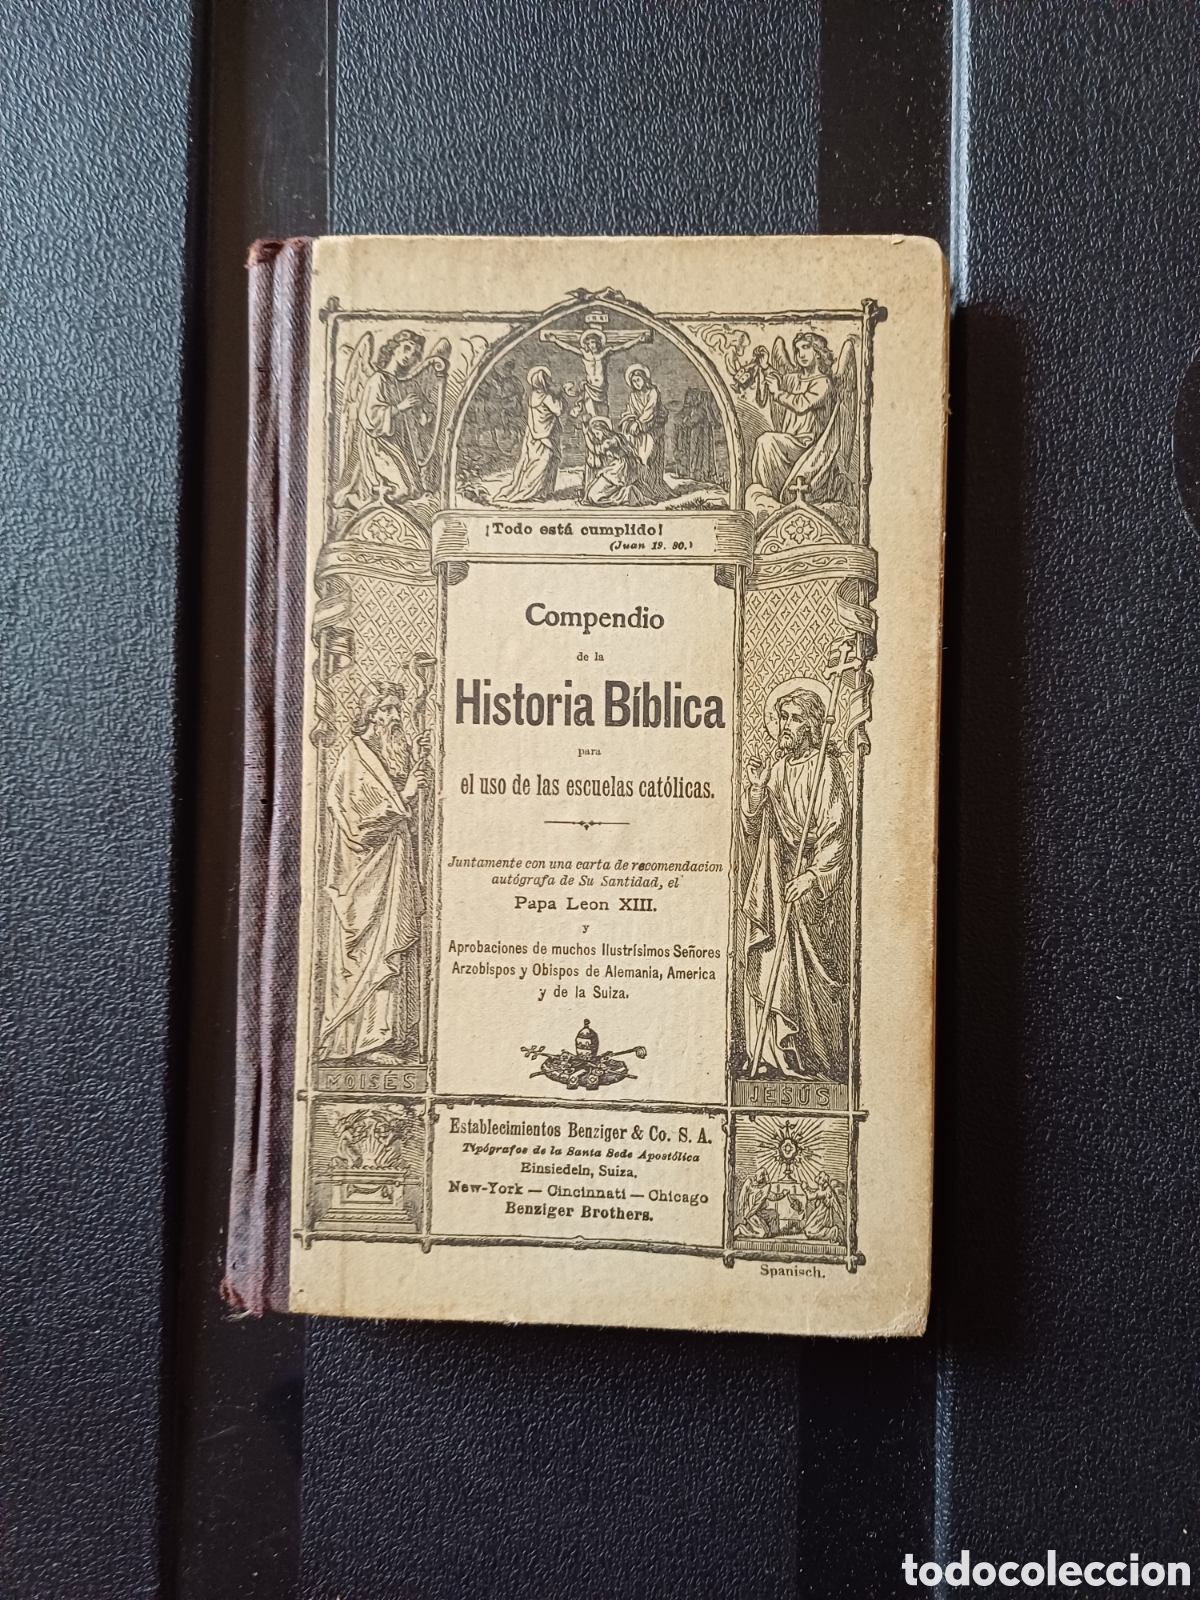 INRI
¡Todo está cumplido!
(Juan 19. 30.)
Compendio
de la
Historia Bíblica
para
el uso de las escuelas católicas.
Juntamente con una carta de recomendacion
autógrafa de Su Santidad, el
Papa Leon XIII.
y
Aprobaciones de muchos Ilustrísimos Señores
Arzobispos y Obispos de Alemania, America
y de la Suiza.
MOISÉS
JESÚS
Establecimientos Benziger & Co. S. A.
Tipógrafos de la Santa Sede Apostólica
Einsiedeln, Suiza.
New-York — Cincinnati — Chicago
Benziger Brothers.
Spanisch.
todocoleccion